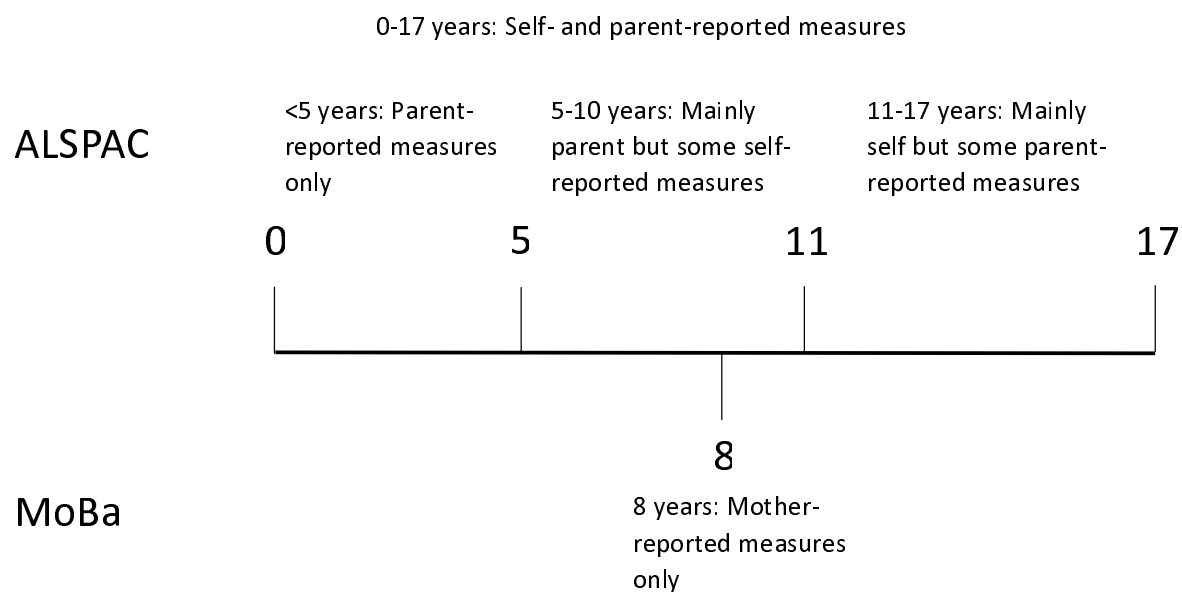 0-17 years: Self- and parent-reported measures
ALSPAC
<5 years: Parent-
reported measures
only
5-10 years: Mainly
parent but some self-
reported measures
11-17 years: Mainly
self but some parent-
reported measures
0
5
11
17
8
MoBa
8 years: Mother-
reported measures
only